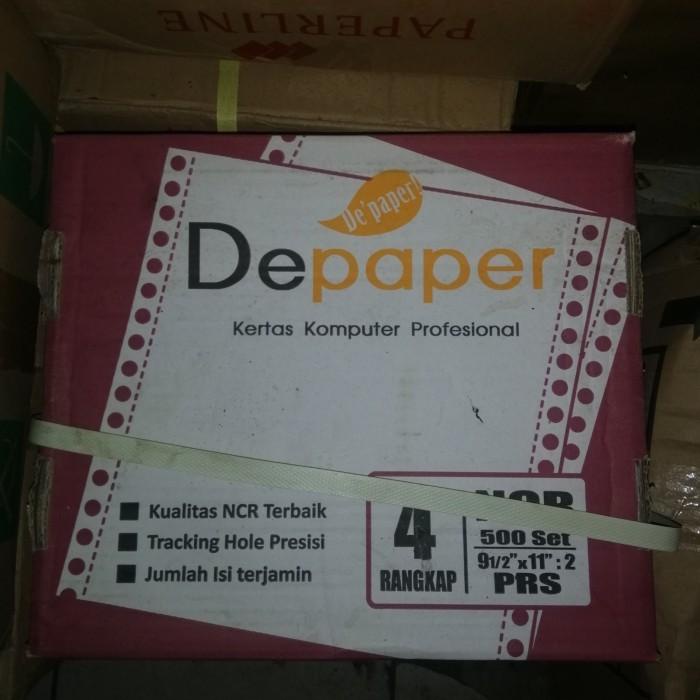 PAPERLINE
De'paper!
Depaper
Kertas Komputer Profesional
Kualitas NCR Terbaik
Tracking Hole Presisi
Jumlah Isi terjamin
4
RANGKAP
NCR
500 Set
9 1/2" x 11" : 2
PRS